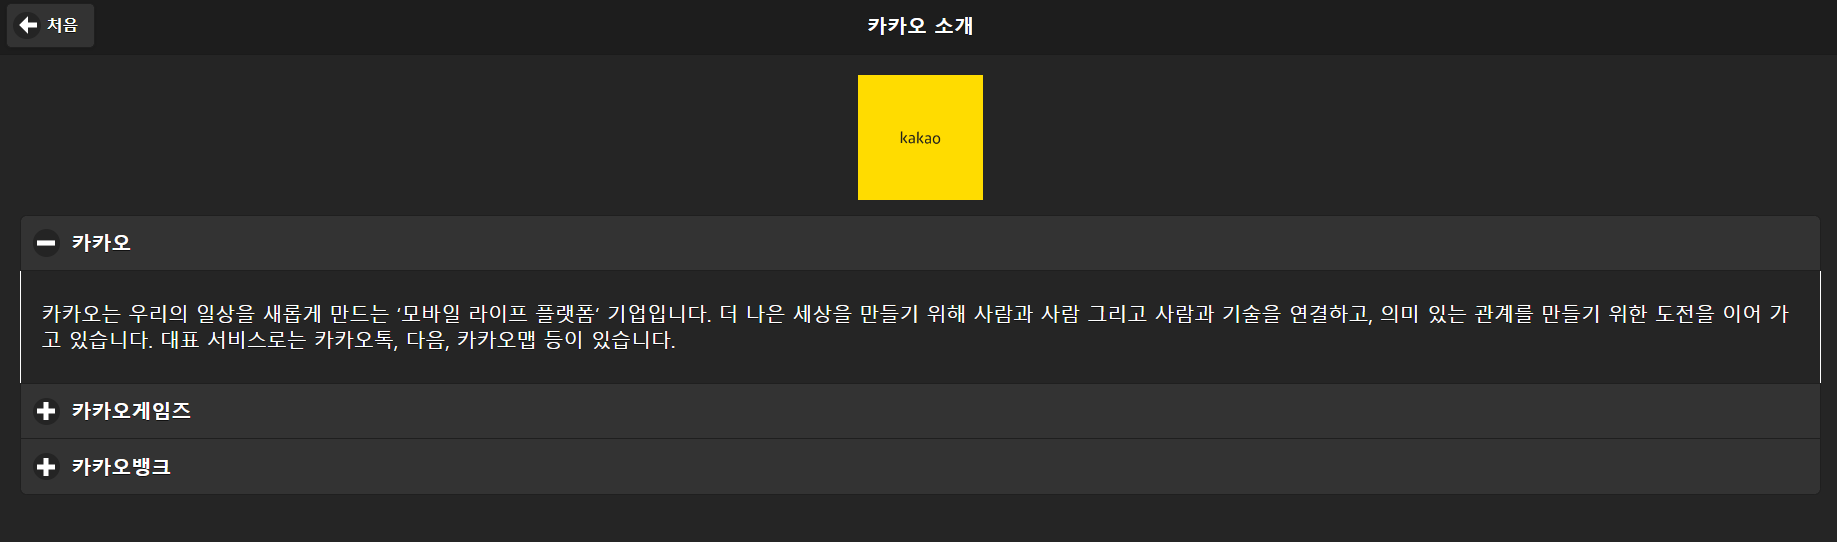 처음
카카오 소개
kakao
카카오
카카오는 우리의 일상을 새롭게 만드는 ‘모바일 라이프 플랫폼’ 기업입니다. 더 나은 세상을 만들기 위해 사람과 사람 그리고 사람과 기술을 연결하고, 의미 있는 관계를 만들기 위한 도전을 이어 가
고 있습니다. 대표 서비스로는 카카오톡, 다음, 카카오맵 등이 있습니다.
카카오게임즈
카카오뱅크